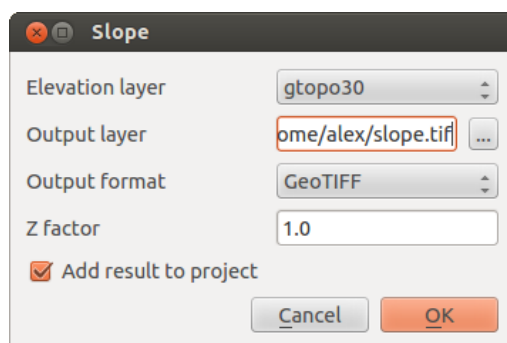 Slope
Elevation layer gtopo30
Output layer ome/alex/slope.tif ...
Output format GeoTIFF
Z factor 1.0
Add result to project
Cancel OK